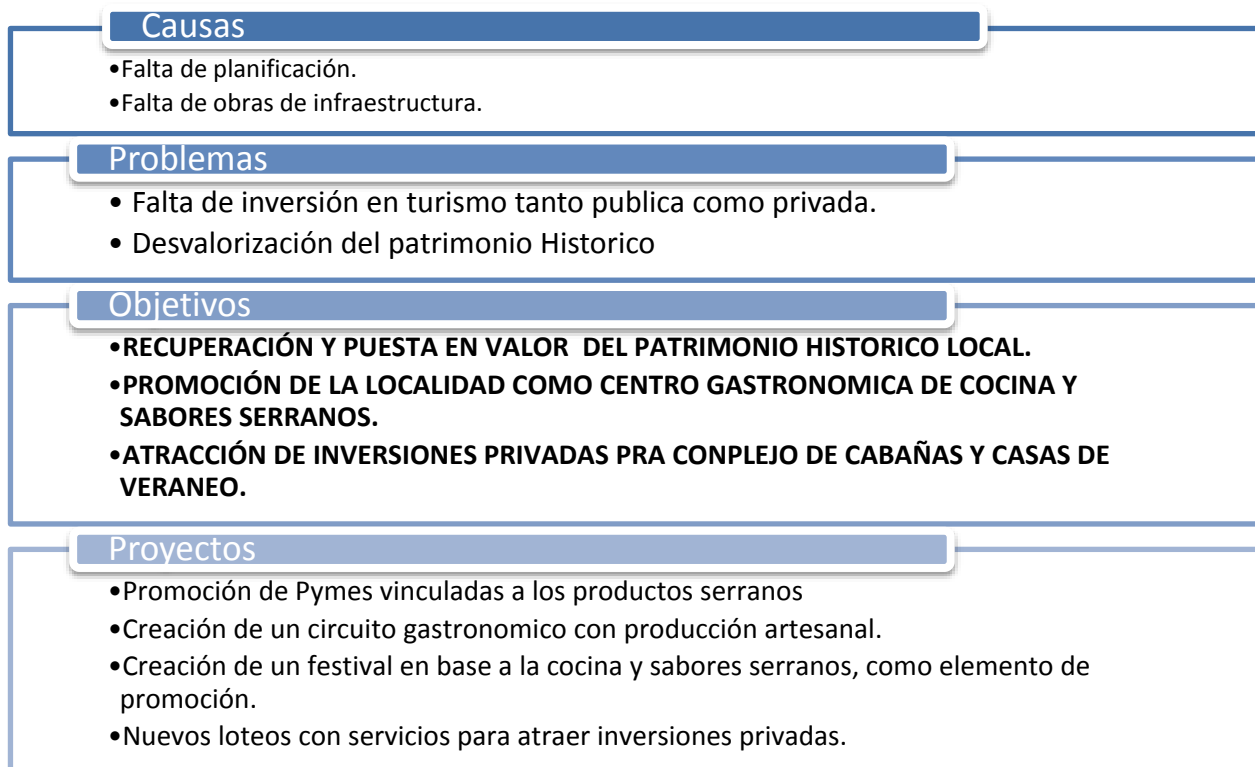 Causas
•Falta de planificación.
•Falta de obras de infraestructura.
Problemas
• Falta de inversión en turismo tanto publica como privada.
• Desvalorización del patrimonio Historico
Objetivos
•RECUPERACIÓN Y PUESTA EN VALOR DEL PATRIMONIO HISTORICO LOCAL.
•PROMOCIÓN DE LA LOCALIDAD COMO CENTRO GASTRONOMICA DE COCINA Y
SABORES SERRANOS.
•ATRACCIÓN DE INVERSIONES PRIVADAS PRA CONPLEJO DE CABAÑAS Y CASAS DE
VERANEO.
Proyectos
•Promoción de Pymes vinculadas a los productos serranos
•Creación de un circuito gastronomico con producción artesanal.
•Creación de un festival en base a la cocina y sabores serranos, como elemento de
promoción.
•Nuevos loteos con servicios para atraer inversiones privadas.